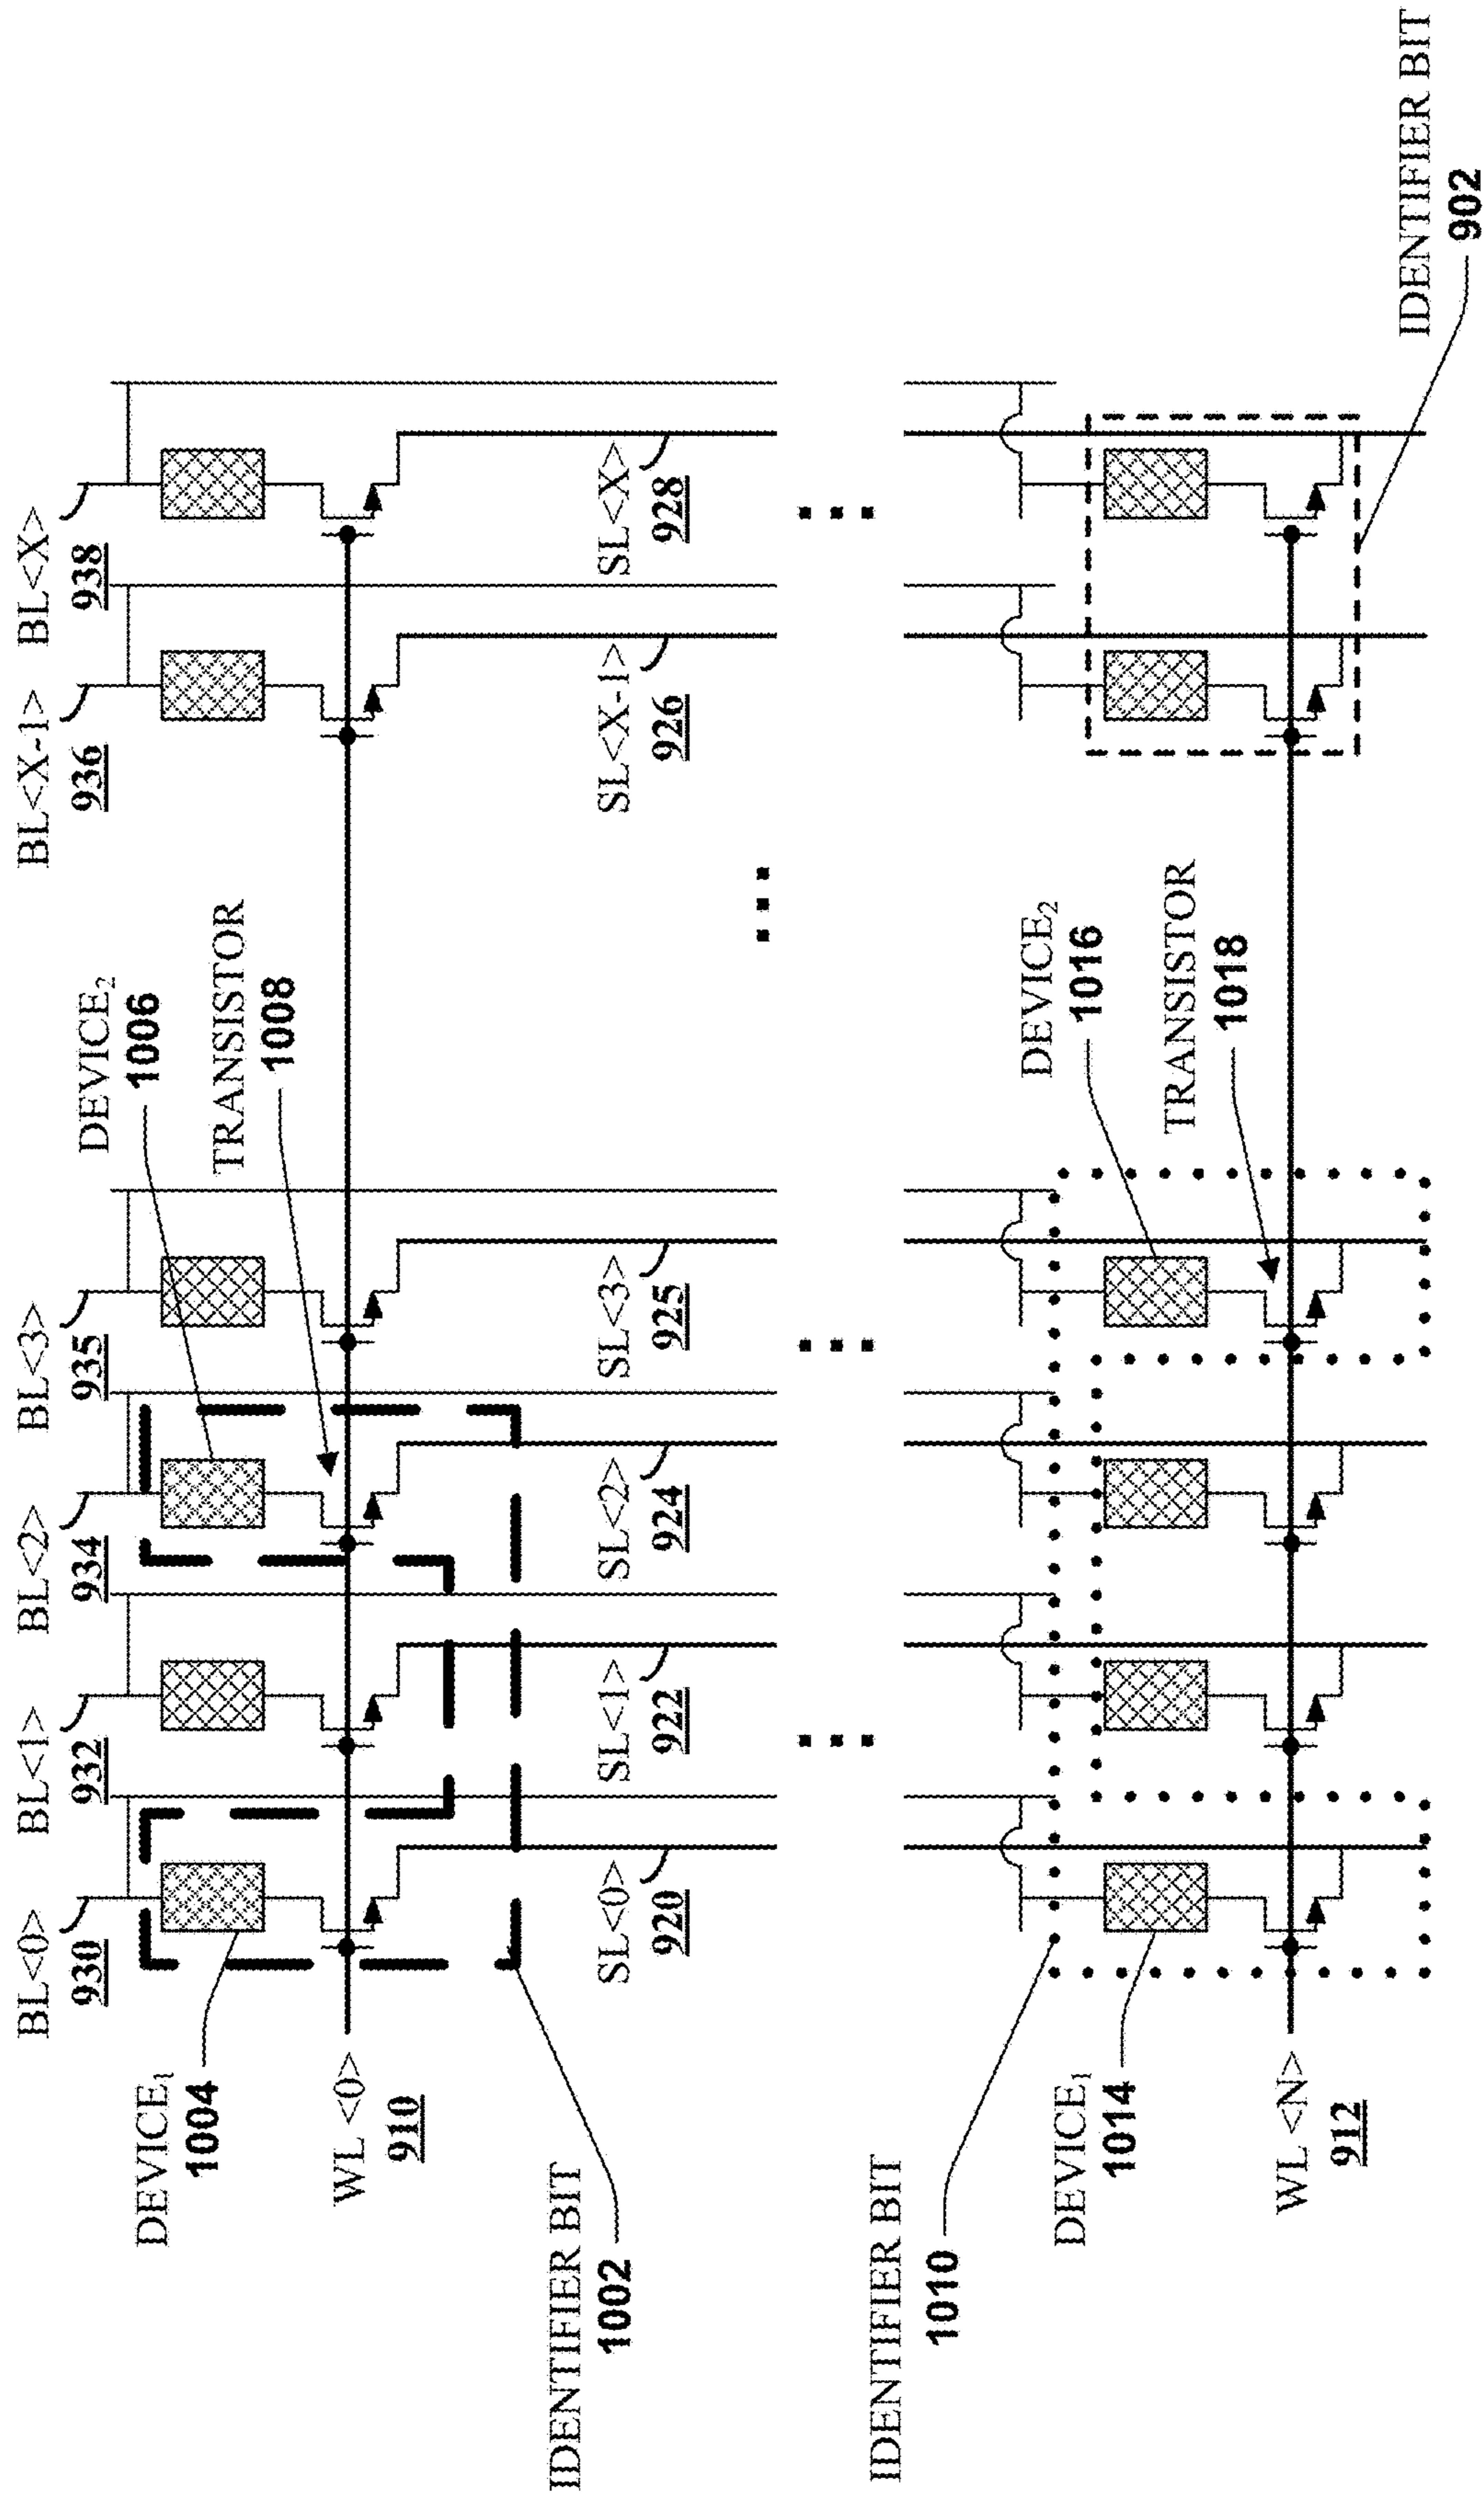 BL<0>
930
BL<1>
932
BL<2>
934
BL<3>
935
BL<X-1>
936
BL<X>
938
DEVICE₁
1004
DEVICE₂
1006
TRANSISTOR
1008
WL <0>
910
IDENTIFIER BIT
1002
SL<0>
920
SL<1>
922
SL<2>
924
SL<3>
925
SL<X-1>
926
SL<X>
928
IDENTIFIER BIT
1010
DEVICE₁
1014
DEVICE₂
1016
TRANSISTOR
1018
WL <N>
912
IDENTIFIER BIT
902